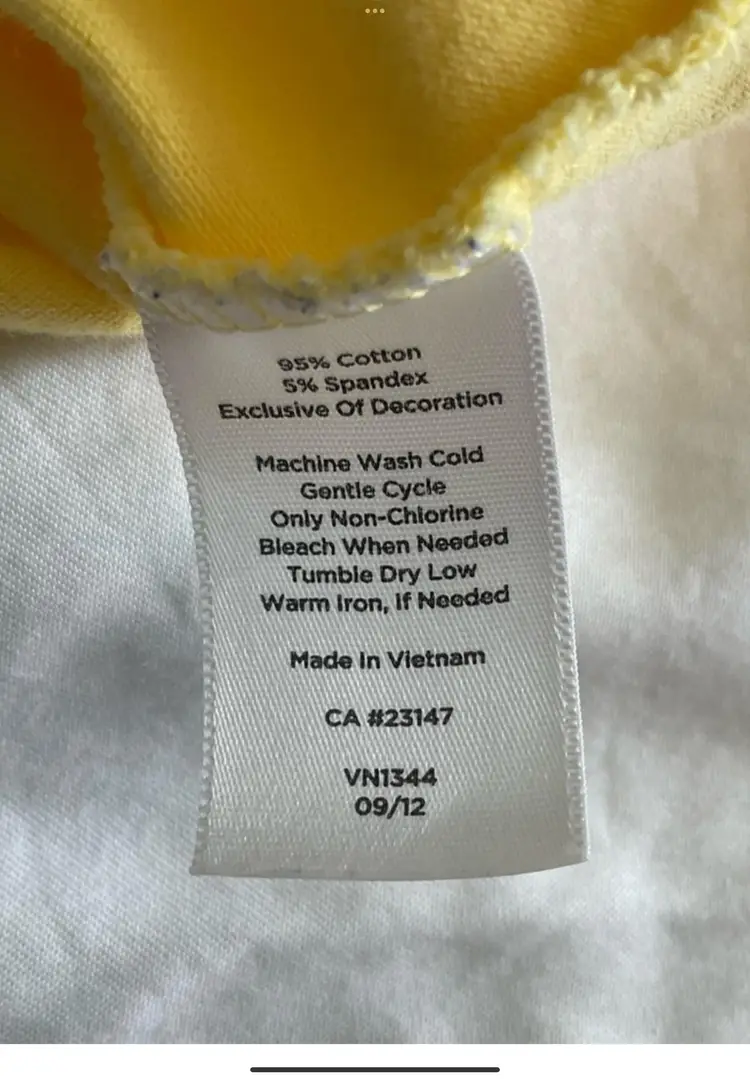 95% Cotton
5% Spandex
Exclusive Of Decoration
Machine Wash Cold
Gentle Cycle
Only Non-Chlorine
Bleach When Needed
Tumble Dry Low
Warm Iron, If Needed
Made In Vietnam
CA #23147
VN1344
09/12